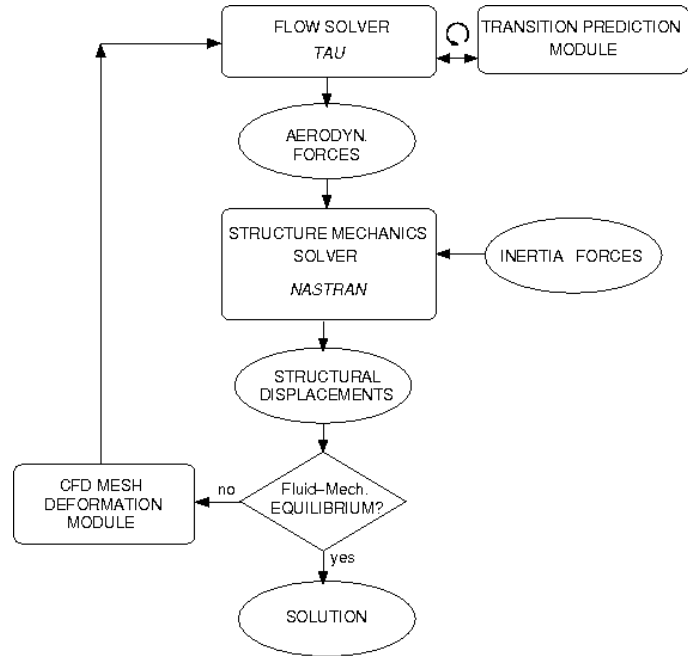 FLOW SOLVER
TAU
TRANSITION PREDICTION
MODULE
AERODYN.
FORCES
STRUCTURE MECHANICS
SOLVER
NASTRAN
INERTIA FORCES
STRUCTURAL
DISPLACEMENTS
CFD MESH
DEFORMATION
MODULE
no
Fluid–Mech.
EQUILIBRIUM?
yes
SOLUTION